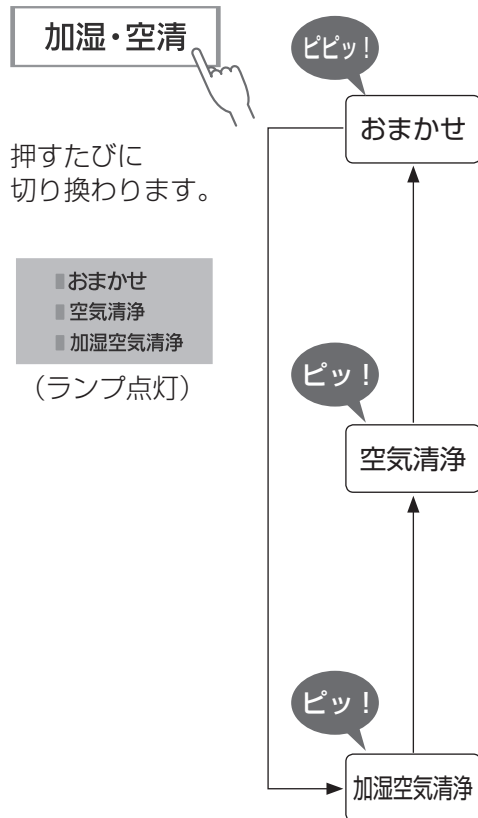 加湿・空清
押すたびに
切り換わります。
おまかせ
空気清浄
加湿空気清浄
（ランプ点灯）
ピピッ！
おまかせ
ピッ！
空気清浄
ピッ！
加湿空気清浄